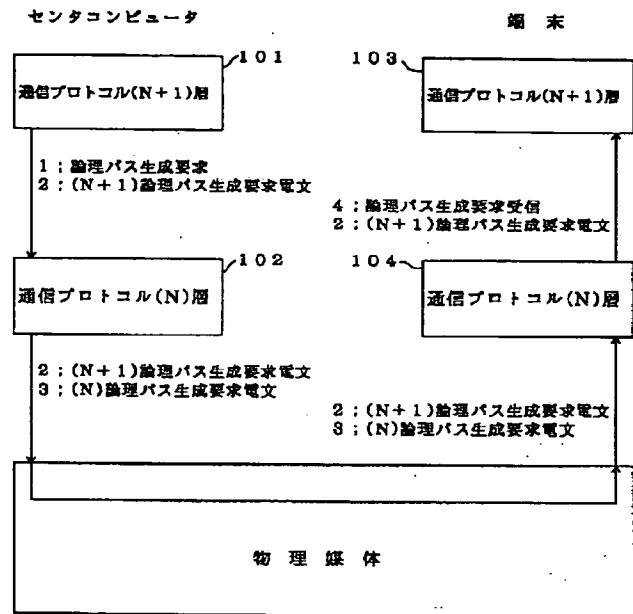 センタコンピュータ
端末
101
103
通信プロトコル(N+1)層
通信プロトコル(N+1)層
1;論理パス生成要求
2;(N+1)論理パス生成要求電文
4;論理パス生成要求受信
2;(N+1)論理パス生成要求電文
102
104
通信プロトコル(N)層
通信プロトコル(N)層
2;(N+1)論理パス生成要求電文
3;(N)論理パス生成要求電文
2;(N+1)論理パス生成要求電文
3;(N)論理パス生成要求電文
物理媒体